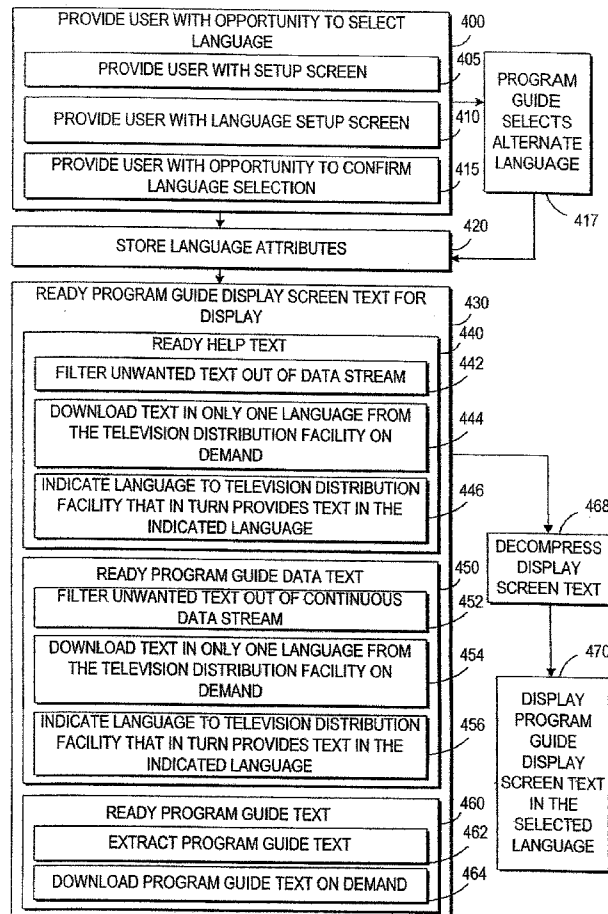 PROVIDE USER WITH OPPORTUNITY TO SELECT
LANGUAGE
400
PROVIDE USER WITH SETUP SCREEN
405
PROVIDE USER WITH LANGUAGE SETUP SCREEN
410
PROVIDE USER WITH OPPORTUNITY TO CONFIRM
LANGUAGE SELECTION
415
PROGRAM
GUIDE
SELECTS
ALTERNATE
LANGUAGE
417
STORE LANGUAGE ATTRIBUTES
420
READY PROGRAM GUIDE DISPLAY SCREEN TEXT FOR
DISPLAY
430
READY HELP TEXT
440
FILTER UNWANTED TEXT OUT OF DATA STREAM
442
DOWNLOAD TEXT IN ONLY ONE LANGUAGE FROM
THE TELEVISION DISTRIBUTION FACILITY ON
DEMAND
444
INDICATE LANGUAGE TO TELEVISION DISTRIBUTION
FACILITY THAT IN TURN PROVIDES TEXT IN THE
INDICATED LANGUAGE
446
READY PROGRAM GUIDE DATA TEXT
450
FILTER UNWANTED TEXT OUT OF CONTINUOUS
DATA STREAM
452
DOWNLOAD TEXT IN ONLY ONE LANGUAGE FROM
THE TELEVISION DISTRIBUTION FACILITY ON
DEMAND
454
INDICATE LANGUAGE TO TELEVISION DISTRIBUTION
FACILITY THAT IN TURN PROVIDES TEXT IN THE
INDICATED LANGUAGE
456
READY PROGRAM GUIDE TEXT
460
EXTRACT PROGRAM GUIDE TEXT
462
DOWNLOAD PROGRAM GUIDE TEXT ON DEMAND
464
468
DECOMPRESS
DISPLAY
SCREEN TEXT
470
DISPLAY
PROGRAM
GUIDE
DISPLAY
SCREEN TEXT
IN THE
SELECTED
LANGUAGE